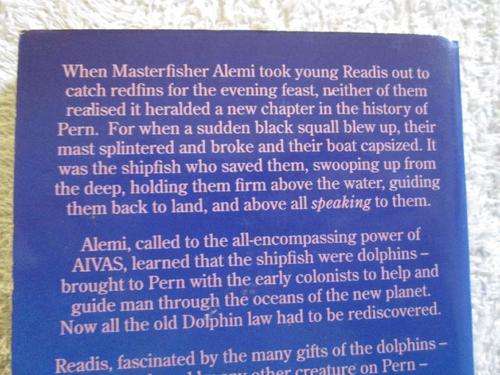 When Masterfisher Alemi took young Readis out to
catch redfins for the evening feast, neither of them
realised it heralded a new chapter in the history of
Pern. For when a sudden black squall blew up, their
mast splintered and broke and their boat capsized. It
was the shipfish who saved them, swooping up from
the deep, holding them firm above the water, guiding
them back to land, and above all speaking to them.
Alemi, called to the all-encompassing power of
AIVAS, learned that the shipfish were dolphins –
brought to Pern with the early colonists to help and
guide man through the oceans of the new planet.
Now all the old Dolphin law had to be rediscovered.
Readis, fascinated by the many gifts of the dolphins –
any other creature on Pern –